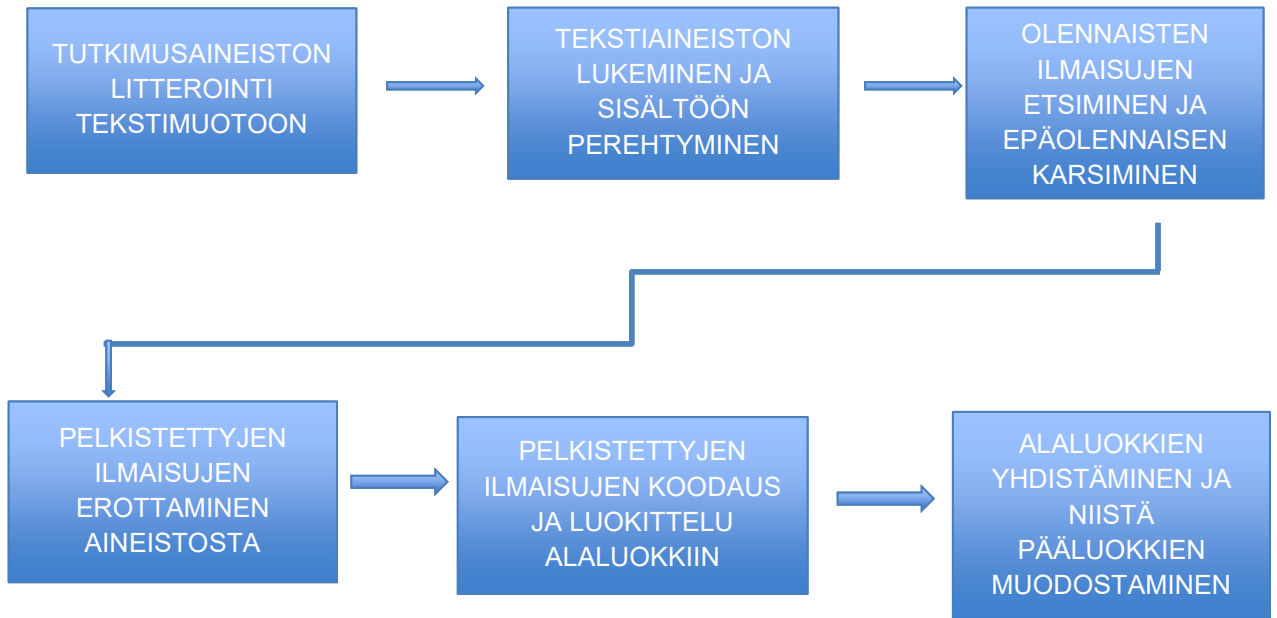 TUTKIMUSAINEISTON
LITTEROINTI
TEKSTIMUOTOON
TEKSTIAINEISTON
LUKEMINEN JA
SISÄLTÖÖN
PEREHTYMINEN
OLENNAISTEN
ILMAISUJEN
ETSIMINEN JA
EPÄOLENNAISEN
KARSIMINEN
PELKISTETTYJEN
ILMAISUJEN
EROTTAMINEN
AINEISTOSTA
PELKISTETTYJEN
ILMAISUJEN KOODAUS
JA LUOKITTELU
ALALUOKKIIN
ALALUOKKIEN
YHDISTÄMINEN JA
NIISTÄ
PÄÄLUOKKIEN
MUODOSTAMINEN